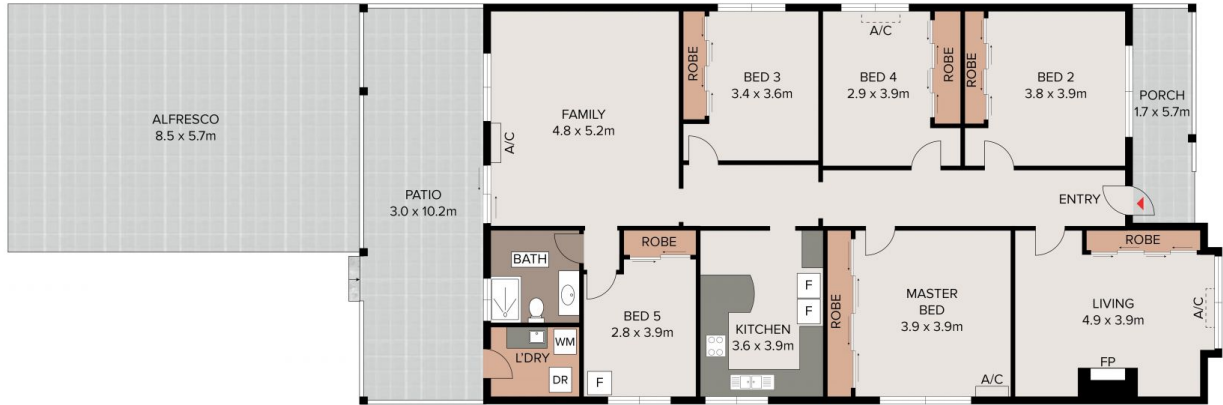 ALFRESCO
8.5 x 5.7m
PATIO
3.0 x 10.2m
FAMILY
4.8 x 5.2m
A/C
ROBE
BED 3
3.4 x 3.6m
A/C
BED 4
2.9 x 3.9m
ROBE
ROBE
BED 2
3.8 x 3.9m
PORCH
1.7 x 5.7m
ENTRY
BATH
L'DRY
WM
DR
ROBE
BED 5
2.8 x 3.9m
F
KITCHEN
3.6 x 3.9m
F
F
ROBE
MASTER
BED
3.9 x 3.9m
A/C
ROBE
LIVING
4.9 x 3.9m
A/C
FP